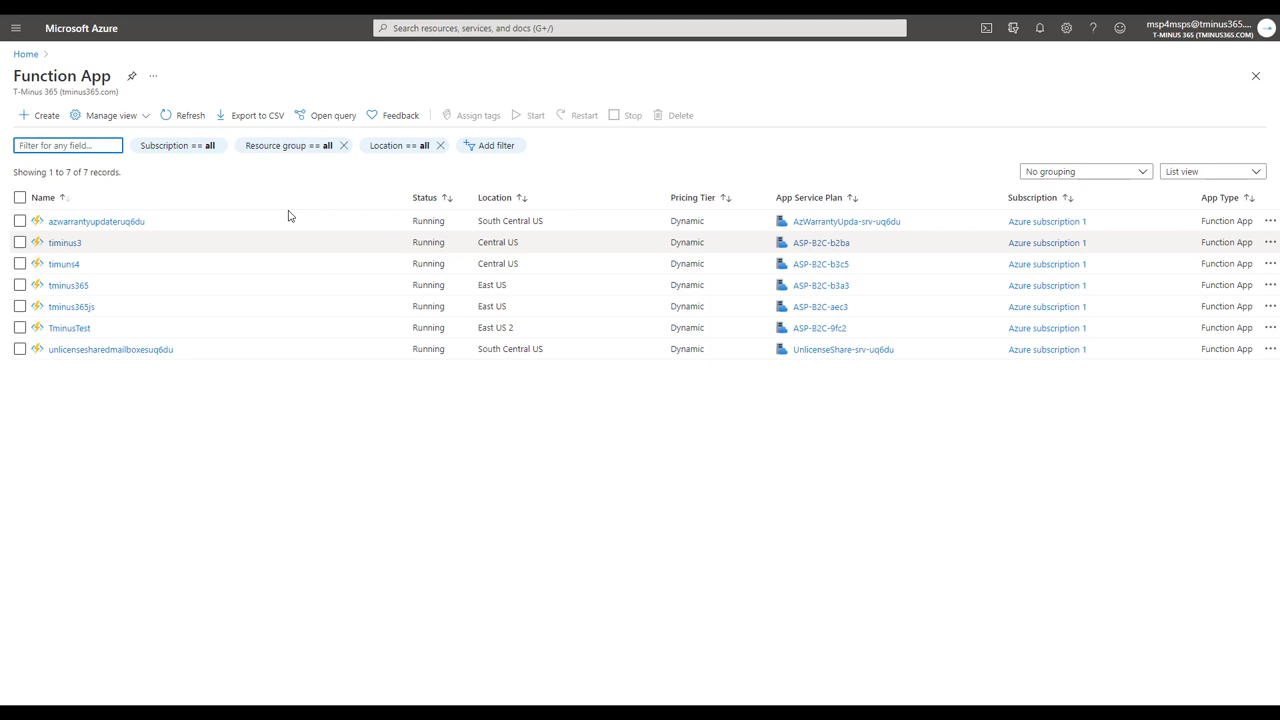 Microsoft Azure
Search resources, services, and docs (G+/)
msp4msps@tminus365....
T-MINUS 365 (TMINUS365.COM)
Home
Function App
T-Minus 365 (tminus365.com)
Create
Manage view
Refresh
Export to CSV
Open query
Feedback
Assign tags
Start
Restart
Stop
Delete
Filter for any field...
Subscription == all
Resource group == all
Location == all
Add filter
Showing 1 to 7 of 7 records.
No grouping
List view
Name Status Location Pricing Tier App Service Plan Subscription App Type
azwarrantyupdateruq6du Running South Central US Dynamic AzWarrantyUpda-srv-uq6du Azure subscription 1 Function App
timinus3 Running Central US Dynamic ASP-B2C-b2ba Azure subscription 1 Function App
timuns4 Running Central US Dynamic ASP-B2C-b3c5 Azure subscription 1 Function App
tminus365 Running East US Dynamic ASP-B2C-b3a3 Azure subscription 1 Function App
tminus365js Running East US Dynamic ASP-B2C-aec3 Azure subscription 1 Function App
TminusTest Running East US 2 Dynamic ASP-B2C-9fc2 Azure subscription 1 Function App
unlicensesharedmailboxesuq6du Running South Central US Dynamic UnlicenseShare-srv-uq6du Azure subscription 1 Function App